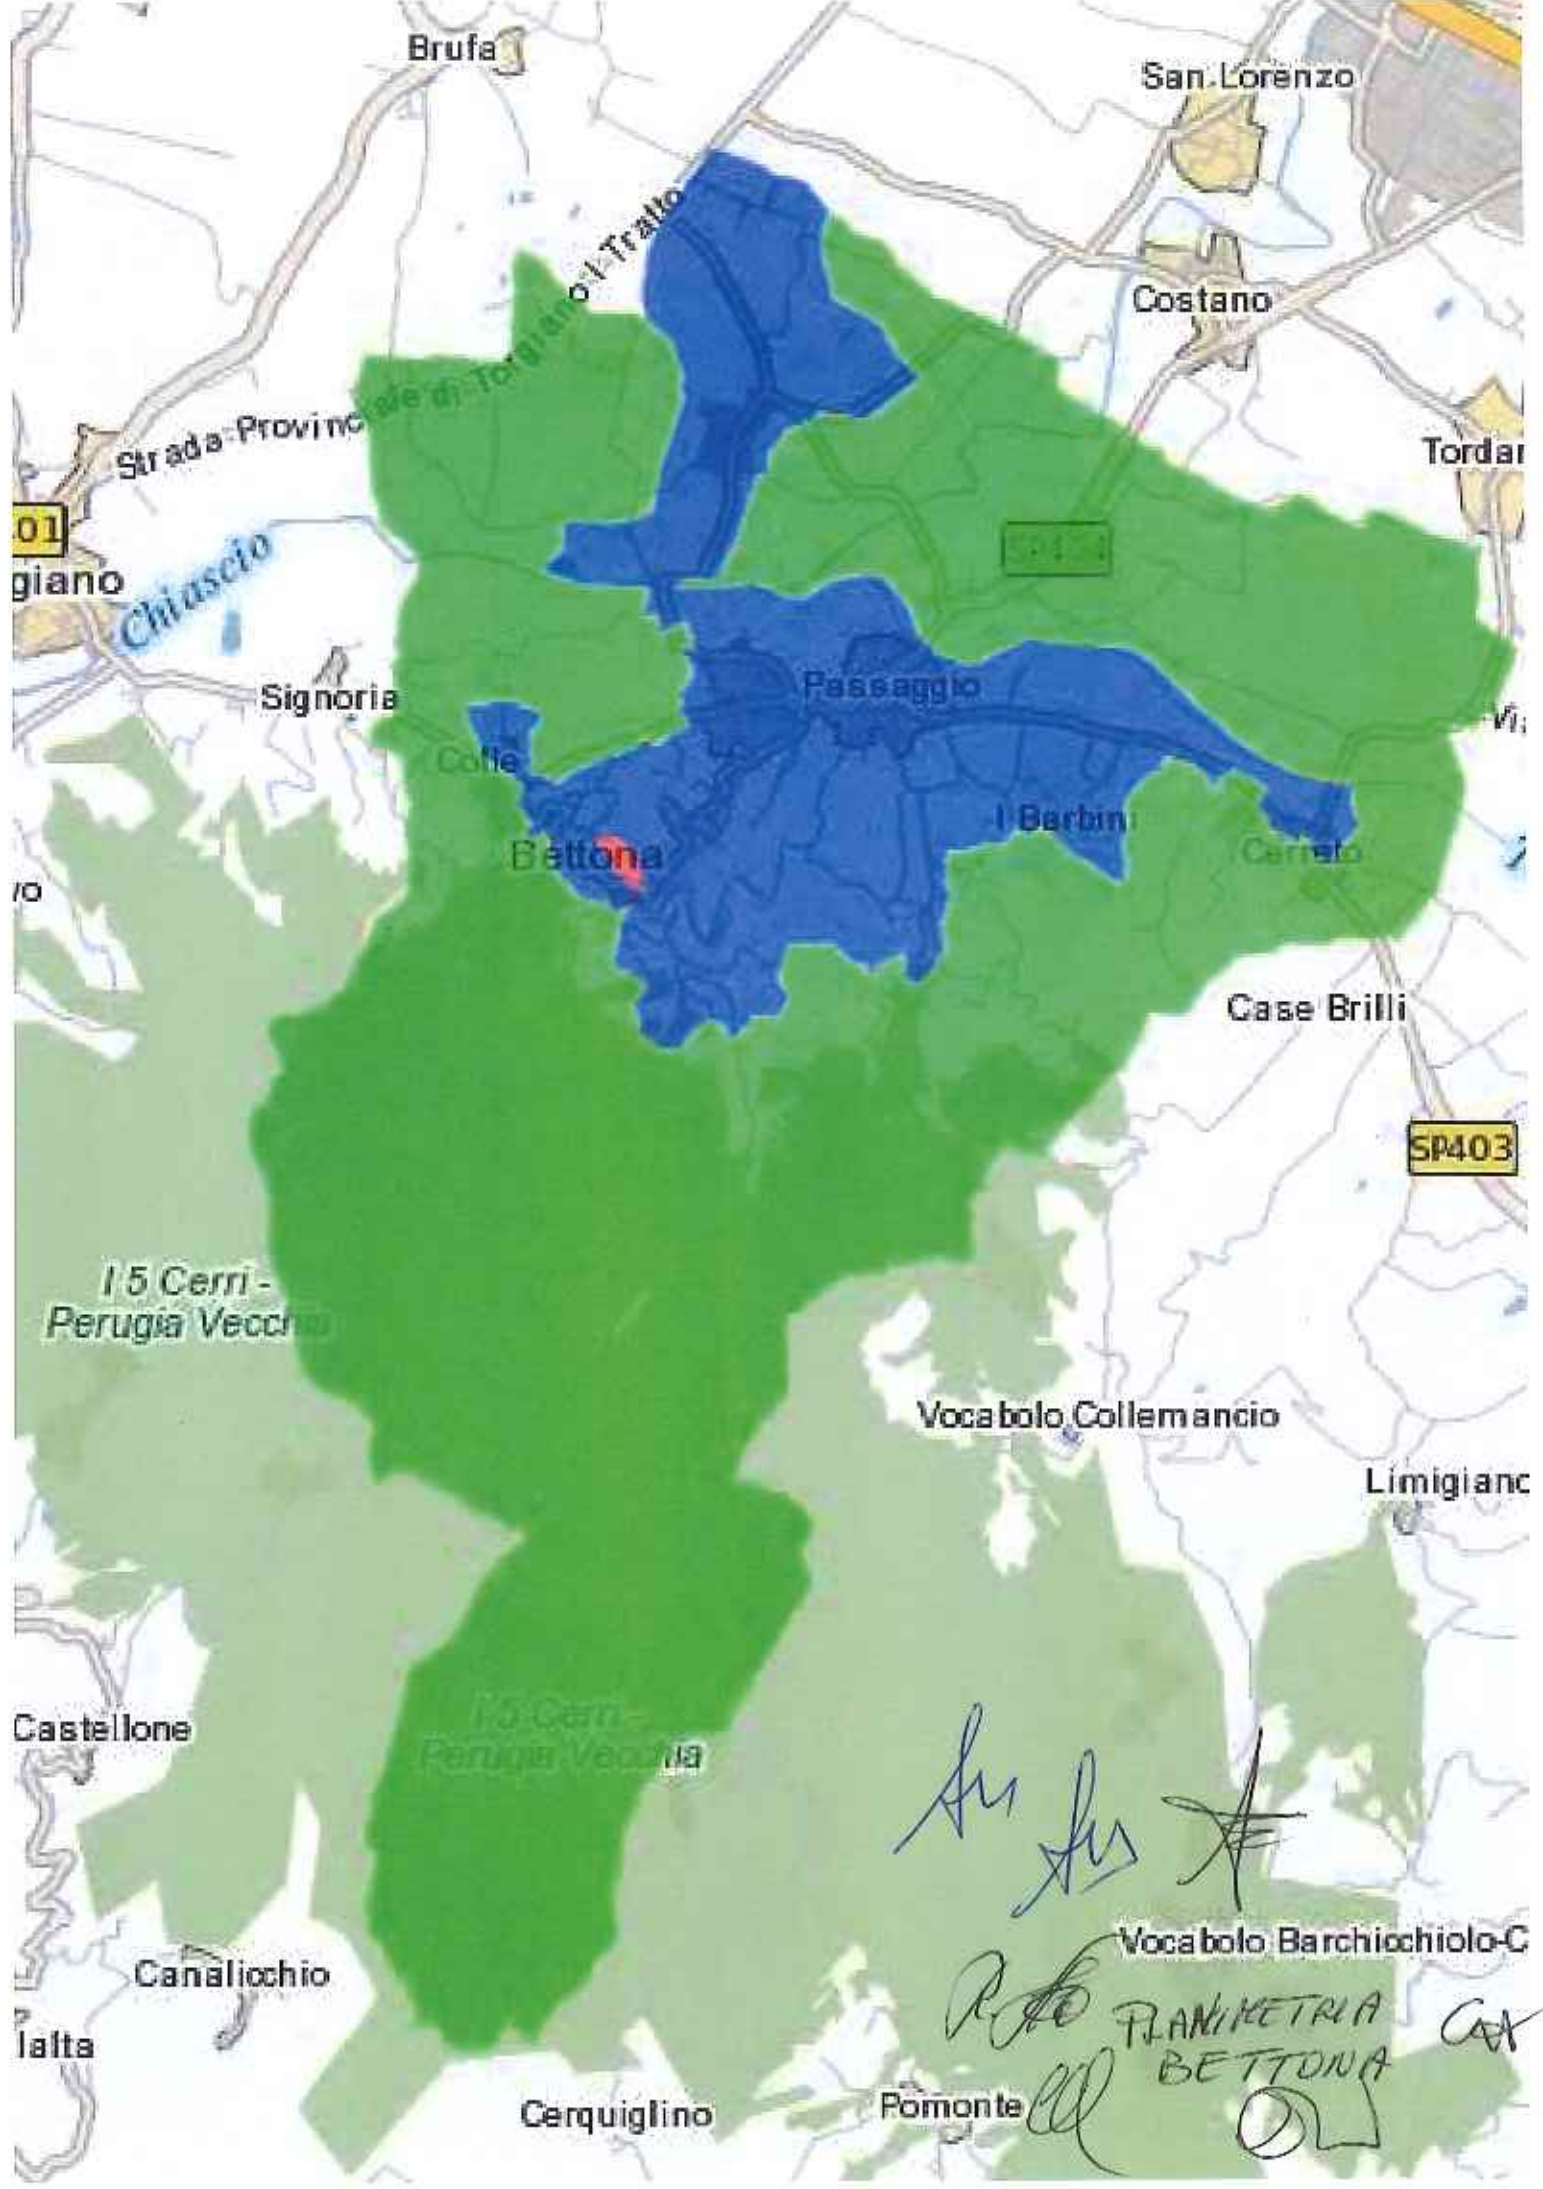 Brufa
San Lorenzo
Strada Provinciale di Torgiano I Tratto
Costano
Tordan
01
giano
Chiascio
Signoria
Passaggio
Colle
I Barbini
Bettona
Cerreto
Case Brilli
SP403
I 5 Cerri -
Perugia Vecchia
Vocabolo Collemancio
Limigiano
I 5 Cerri -
Perugia Vecchia
Castellone
Vocabolo Barchicchiolo-C
Canalicchio
PLANIMETRIA
BETTONA
lalta
Cerquiglino
Pomonte